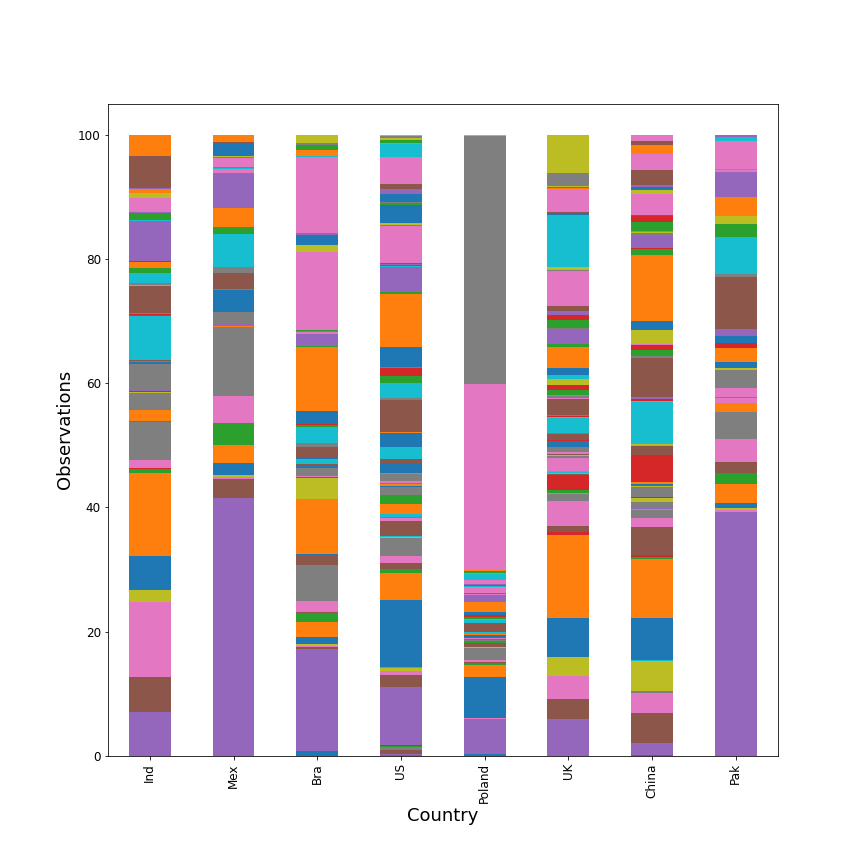 100
80
60
40
20
0
Observations
Ind
Mex
Bra
US
Poland
UK
China
Pak
Country